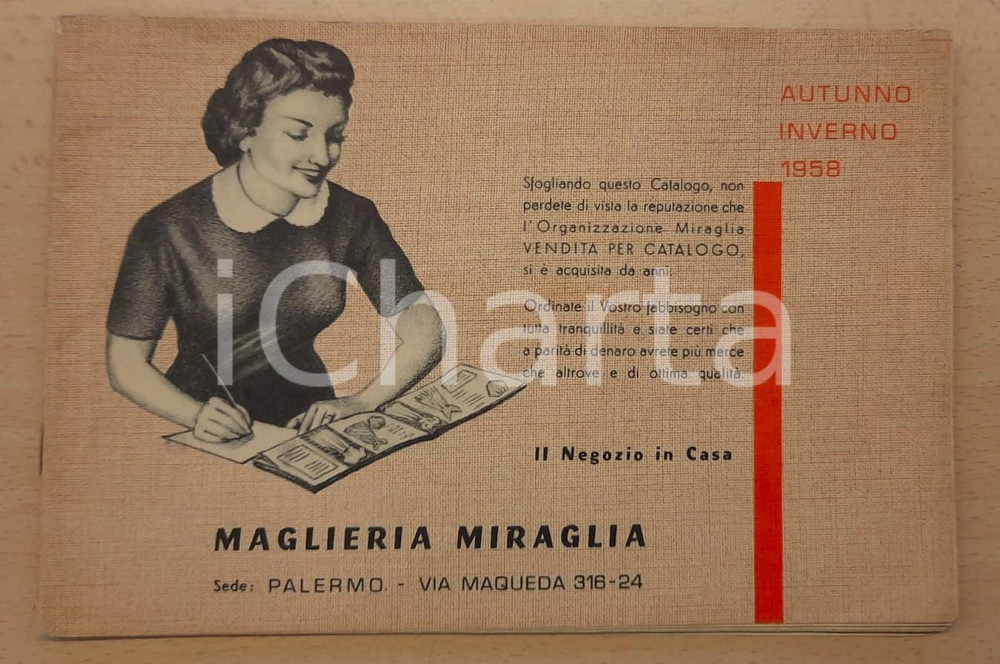 AUTUNNO
INVERNO
1958
Sfogliando questo Catalogo, non
perdete di vista la reputazione che
l'Organizzazione Miraglia
VENDITA PER CATALOGO,
si è acquisita da anni.
Ordinate il Vostro fabbisogno con
tutta tranquillità e siate certi che
a parità di denaro avrete più merce
che altrove e di ottima qualità.
Il Negozio in Casa
MAGLIERIA MIRAGLIA
Sede: PALERMO. - VIA MAQUEDA 316-24
iCharta